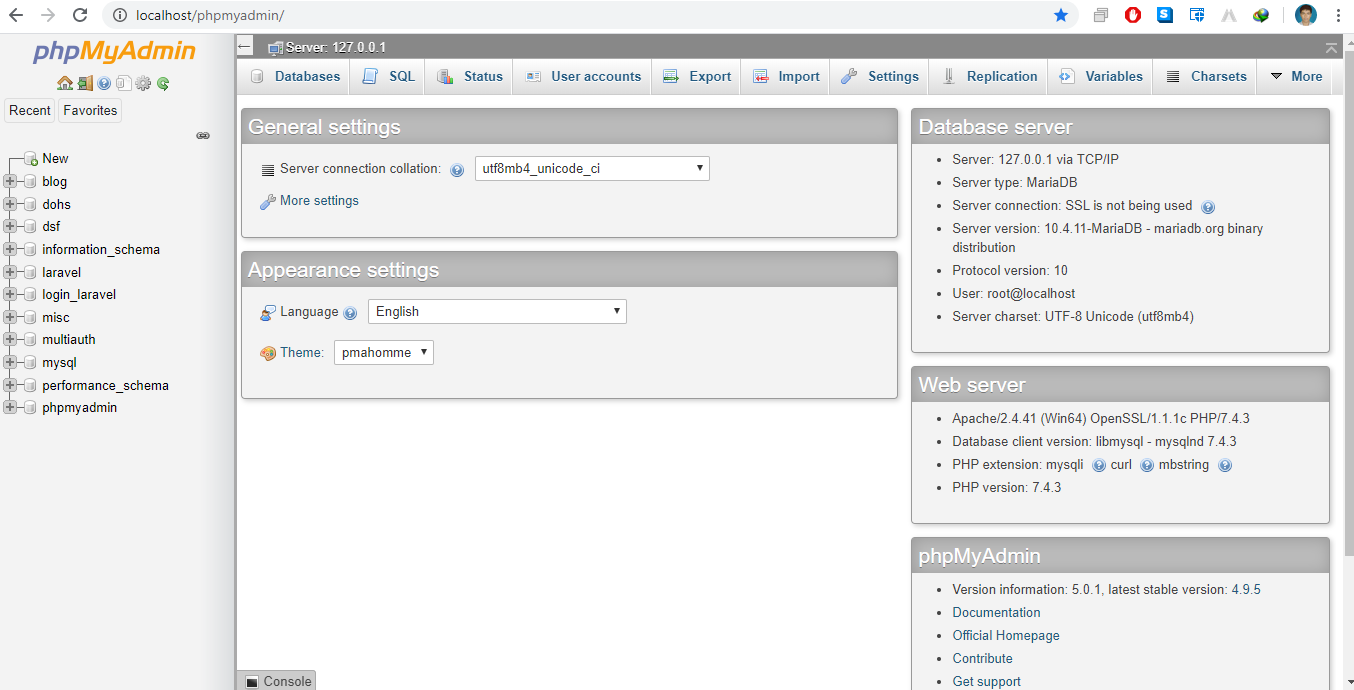 localhost/phpmyadmin/
phpMyAdmin
Recent Favorites
New
blog
dohs
dsf
information_schema
laravel
login_laravel
misc
multiauth
mysql
performance_schema
phpmyadmin
Server: 127.0.0.1
Databases SQL Status User accounts Export Import Settings Replication Variables Charsets More
General settings
Server connection collation: utf8mb4_unicode_ci
More settings
Appearance settings
Language English
Theme: pmahomme
Database server
Server: 127.0.0.1 via TCP/IP
Server type: MariaDB
Server connection: SSL is not being used
Server version: 10.4.11-MariaDB - mariadb.org binary
distribution
Protocol version: 10
User: root@localhost
Server charset: UTF-8 Unicode (utf8mb4)
Web server
Apache/2.4.41 (Win64) OpenSSL/1.1.1c PHP/7.4.3
Database client version: libmysql - mysqlnd 7.4.3
PHP extension: mysqli curl mbstring
PHP version: 7.4.3
phpMyAdmin
Version information: 5.0.1, latest stable version: 4.9.5
Documentation
Official Homepage
Contribute
Get support
Console